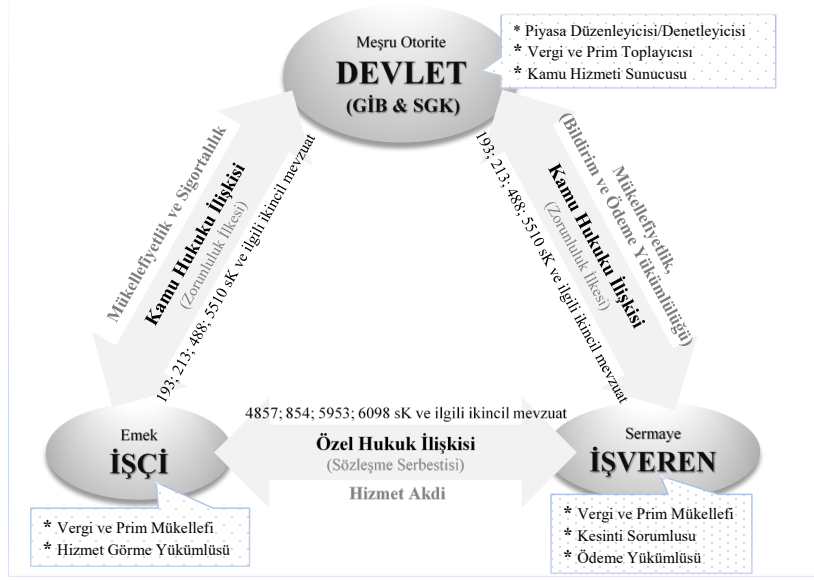 Meşru Otorite
DEVLET
(GİB & SGK)
* Piyasa Düzenleyicisi/Denetleyicisi
* Vergi ve Prim Toplayıcısı
* Kamu Hizmeti Sunucusu
Mükellefiyetlik ve Sigortalılık
Kamu Hukuku İlişkisi
(Zorunluluk İlkesi)
193; 213; 488; 5510 sK ve ilgili ikincil mevzuat
Mükellefiyetlik,
(Bildirim ve Ödeme Yükümlülüğü)
Kamu Hukuku İlişkisi
(Zorunluluk İlkesi)
193; 213; 488; 5510 sK ve ilgili ikincil mevzuat
4857; 854; 5953; 6098 sK ve ilgili ikincil mevzuat
Özel Hukuk İlişkisi
(Sözleşme Serbestisi)
Hizmet Akdi
Emek
İŞÇİ
* Vergi ve Prim Mükellefi
* Hizmet Görme Yükümlüsü
Sermaye
İŞVEREN
* Vergi ve Prim Mükellefi
* Kesinti Sorumlusu
* Ödeme Yükümlüsü